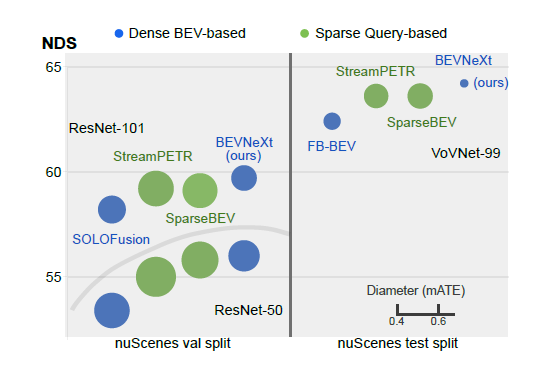 NDS
Dense BEV-based
Sparse Query-based
65
60
55
ResNet-101
StreamPETR
BEVNeXt
(ours)
SparseBEV
SOLOFusion
ResNet-50
nuScenes val split
StreamPETR
BEVNeXt
(ours)
SparseBEV
FB-BEV
VoVNet-99
Diameter (mATE)
0.4
0.6
nuScenes test split